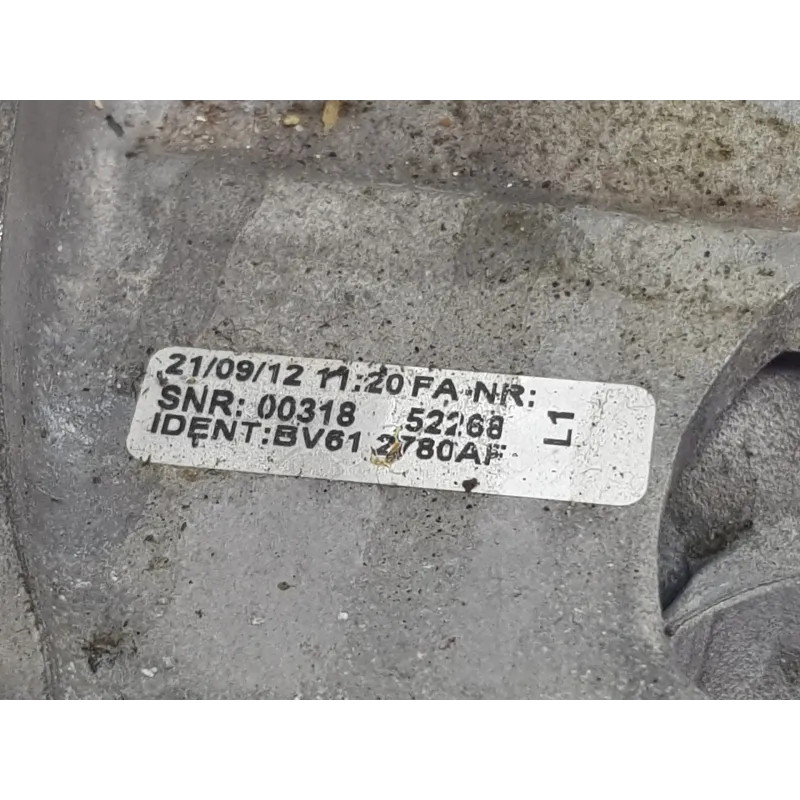 21/09/12 11:20 FA-NR:
SNR: 00318 52268
IDENT:BV61 2780AF
L1